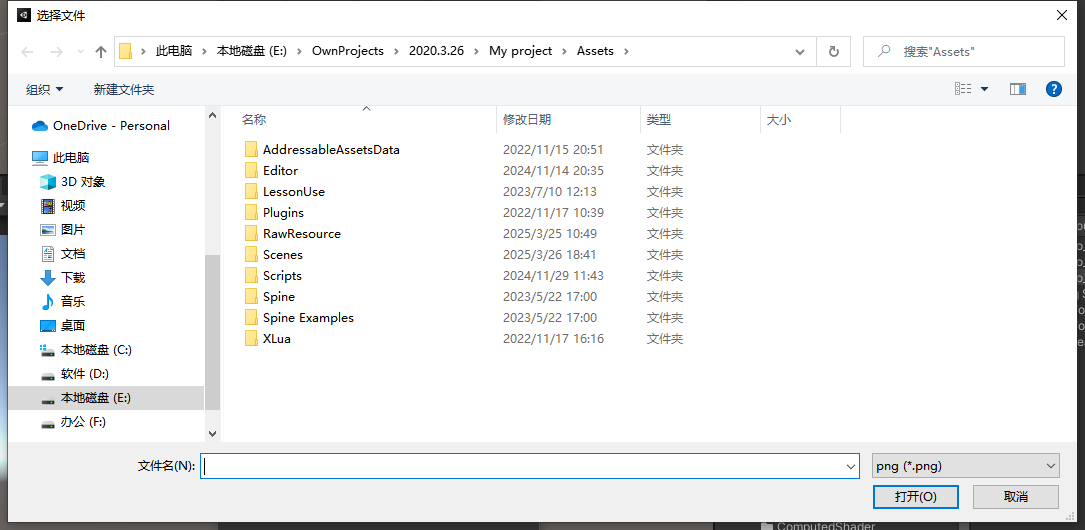 选择文件
此电脑 › 本地磁盘 (E:) › OwnProjects › 2020.3.26 › My project › Assets ›
搜索"Assets"
组织 新建文件夹
名称 修改日期 类型 大小
OneDrive - Personal
此电脑
3D 对象
视频
图片
文档
下载
音乐
桌面
本地磁盘 (C:)
软件 (D:)
本地磁盘 (E:)
办公 (F:)
AddressableAssetsData 2022/11/15 20:51 文件夹
Editor 2024/11/14 20:35 文件夹
LessonUse 2023/7/10 12:13 文件夹
Plugins 2022/11/17 10:39 文件夹
RawResource 2025/3/25 10:49 文件夹
Scenes 2025/3/26 18:41 文件夹
Scripts 2024/11/29 11:43 文件夹
Spine 2023/5/22 17:00 文件夹
Spine Examples 2023/5/22 17:00 文件夹
XLua 2022/11/17 16:16 文件夹
文件名(N):
png (*.png)
打开(O) 取消
ComputedShader